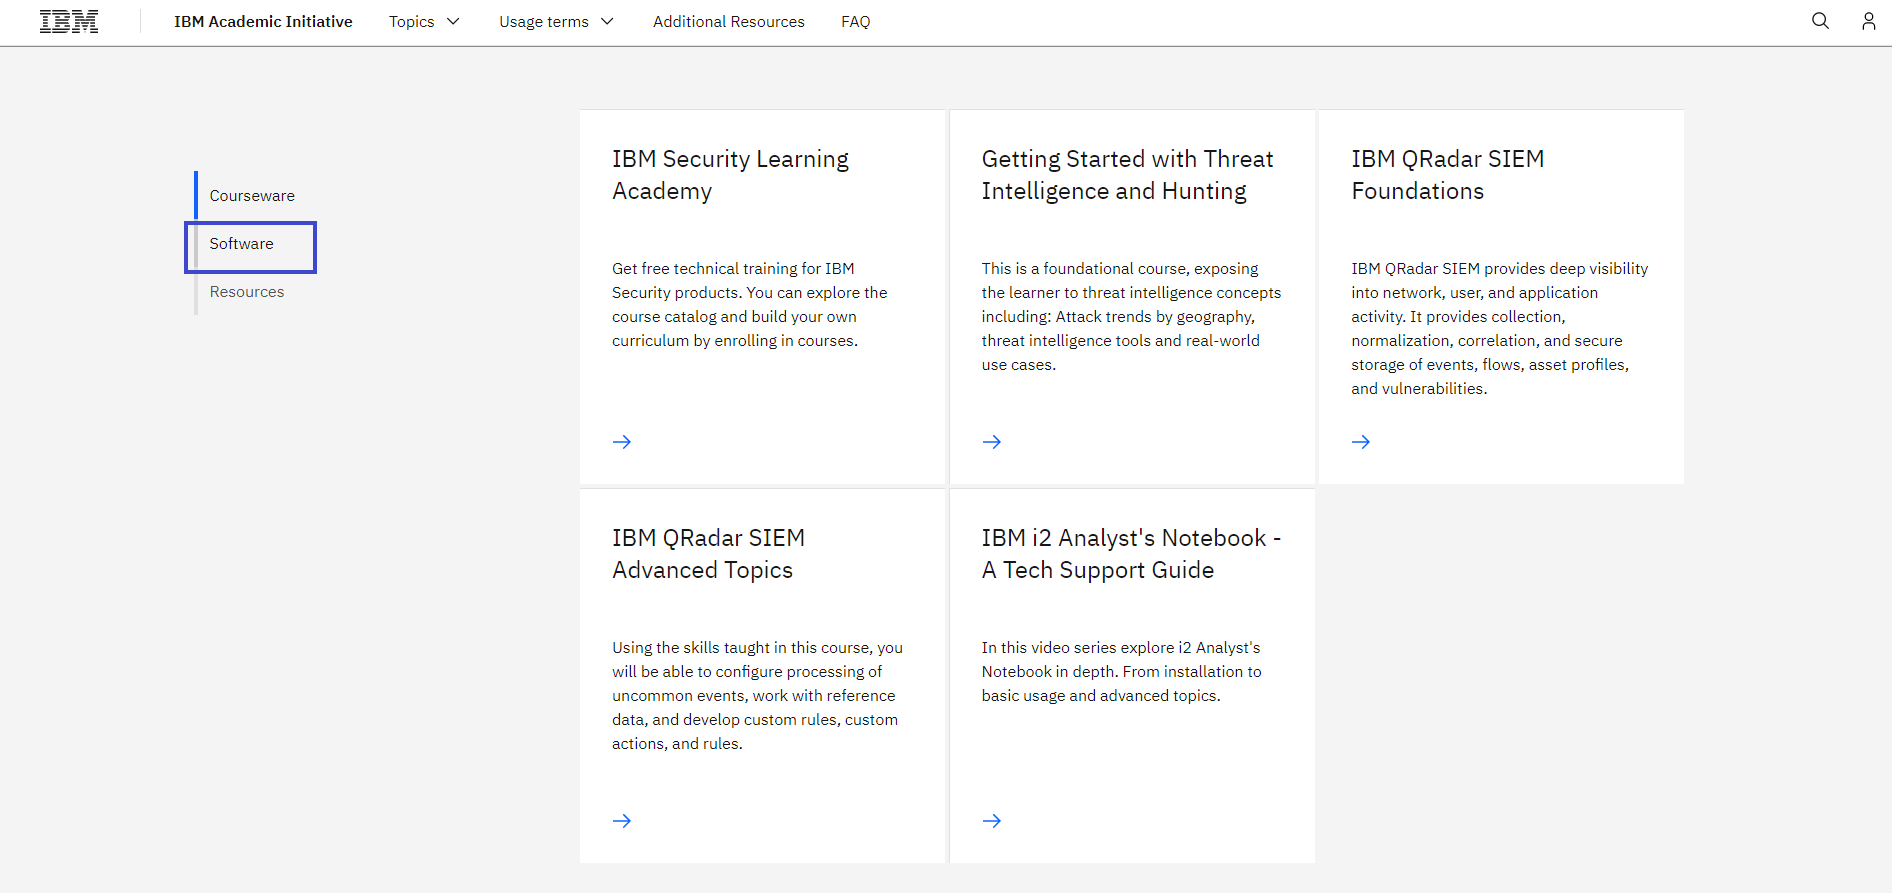 IBM
IBM Academic Initiative
Topics
Usage terms
Additional Resources
FAQ
Courseware
Software
Resources
IBM Security Learning
Academy
Get free technical training for IBM
Security products. You can explore the
course catalog and build your own
curriculum by enrolling in courses.
Getting Started with Threat
Intelligence and Hunting
This is a foundational course, exposing
the learner to threat intelligence concepts
including: Attack trends by geography,
threat intelligence tools and real-world
use cases.
IBM QRadar SIEM
Foundations
IBM QRadar SIEM provides deep visibility
into network, user, and application
activity. It provides collection,
normalization, correlation, and secure
storage of events, flows, asset profiles,
and vulnerabilities.
IBM QRadar SIEM
Advanced Topics
Using the skills taught in this course, you
will be able to configure processing of
uncommon events, work with reference
data, and develop custom rules, custom
actions, and rules.
IBM i2 Analyst's Notebook -
A Tech Support Guide
In this video series explore i2 Analyst's
Notebook in depth. From installation to
basic usage and advanced topics.